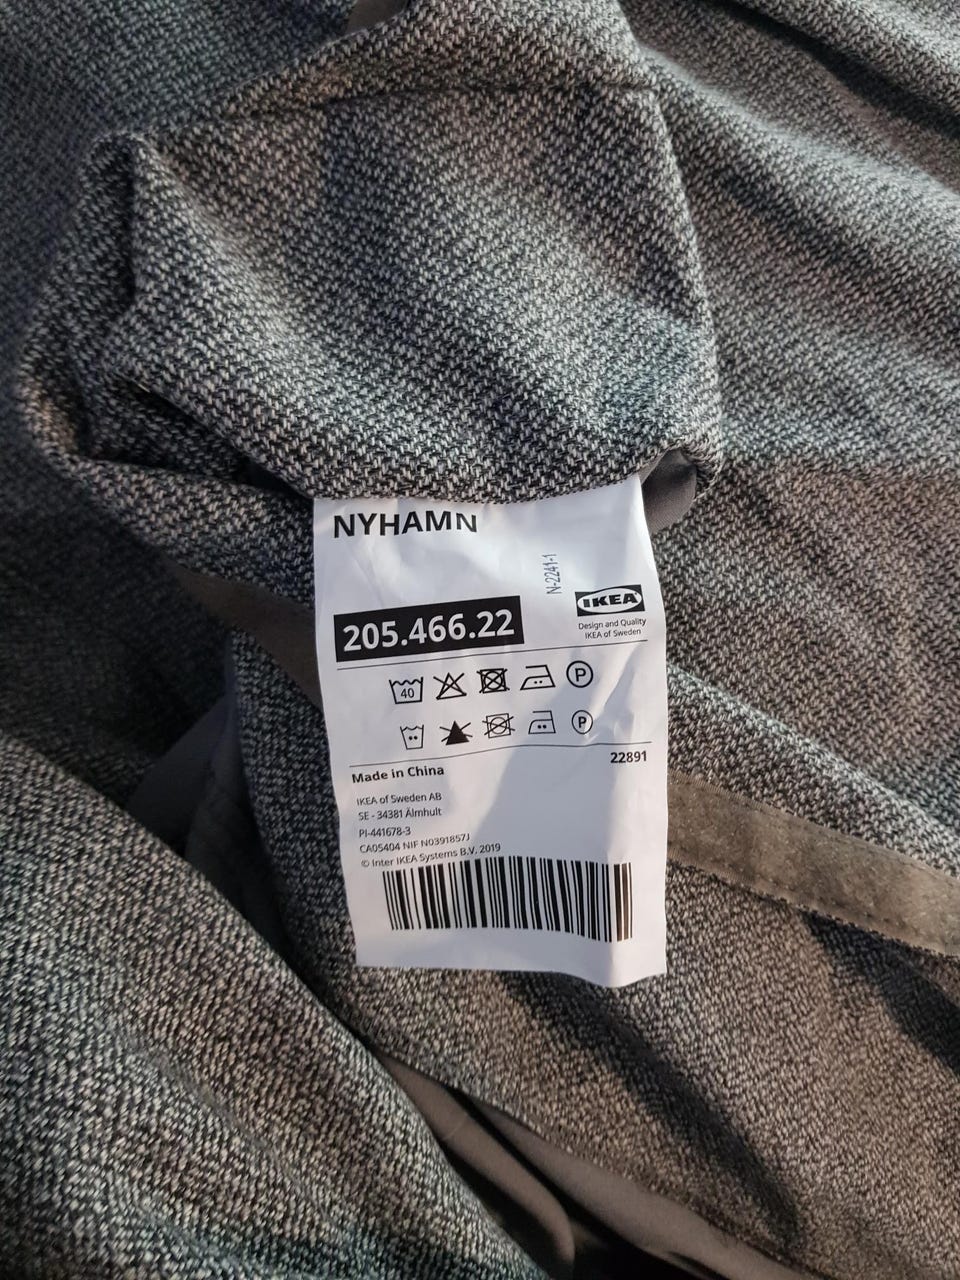 NYHAMN
N-2241-1
205.466.22
IKEA
Design and Quality
IKEA of Sweden
40
P
P
22891
Made in China
IKEA of Sweden AB
SE - 34381 Älmhult
PI-441678-3
CA05404 NIF N0391857J
© Inter IKEA Systems B.V. 2019